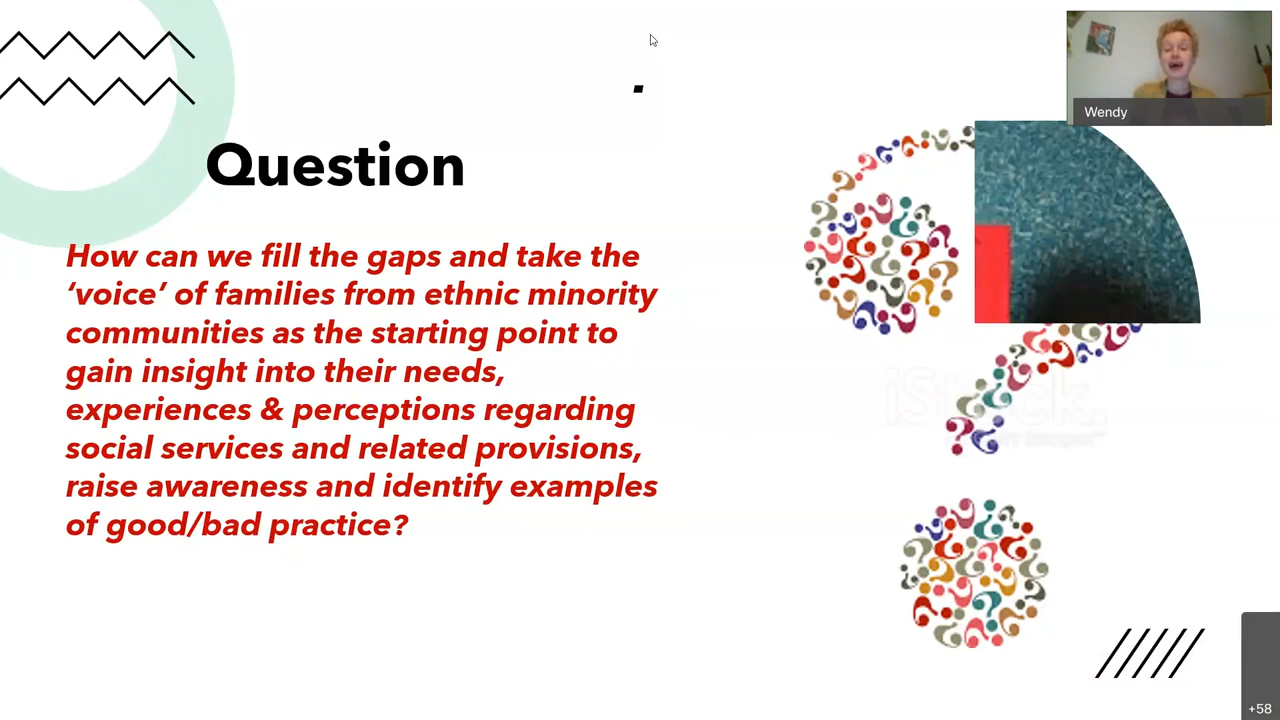 Wendy
Question
How can we fill the gaps and take the
‘voice’ of families from ethnic minority
communities as the starting point to
gain insight into their needs,
experiences & perceptions regarding
social services and related provisions,
raise awareness and identify examples
of good/bad practice?
+58